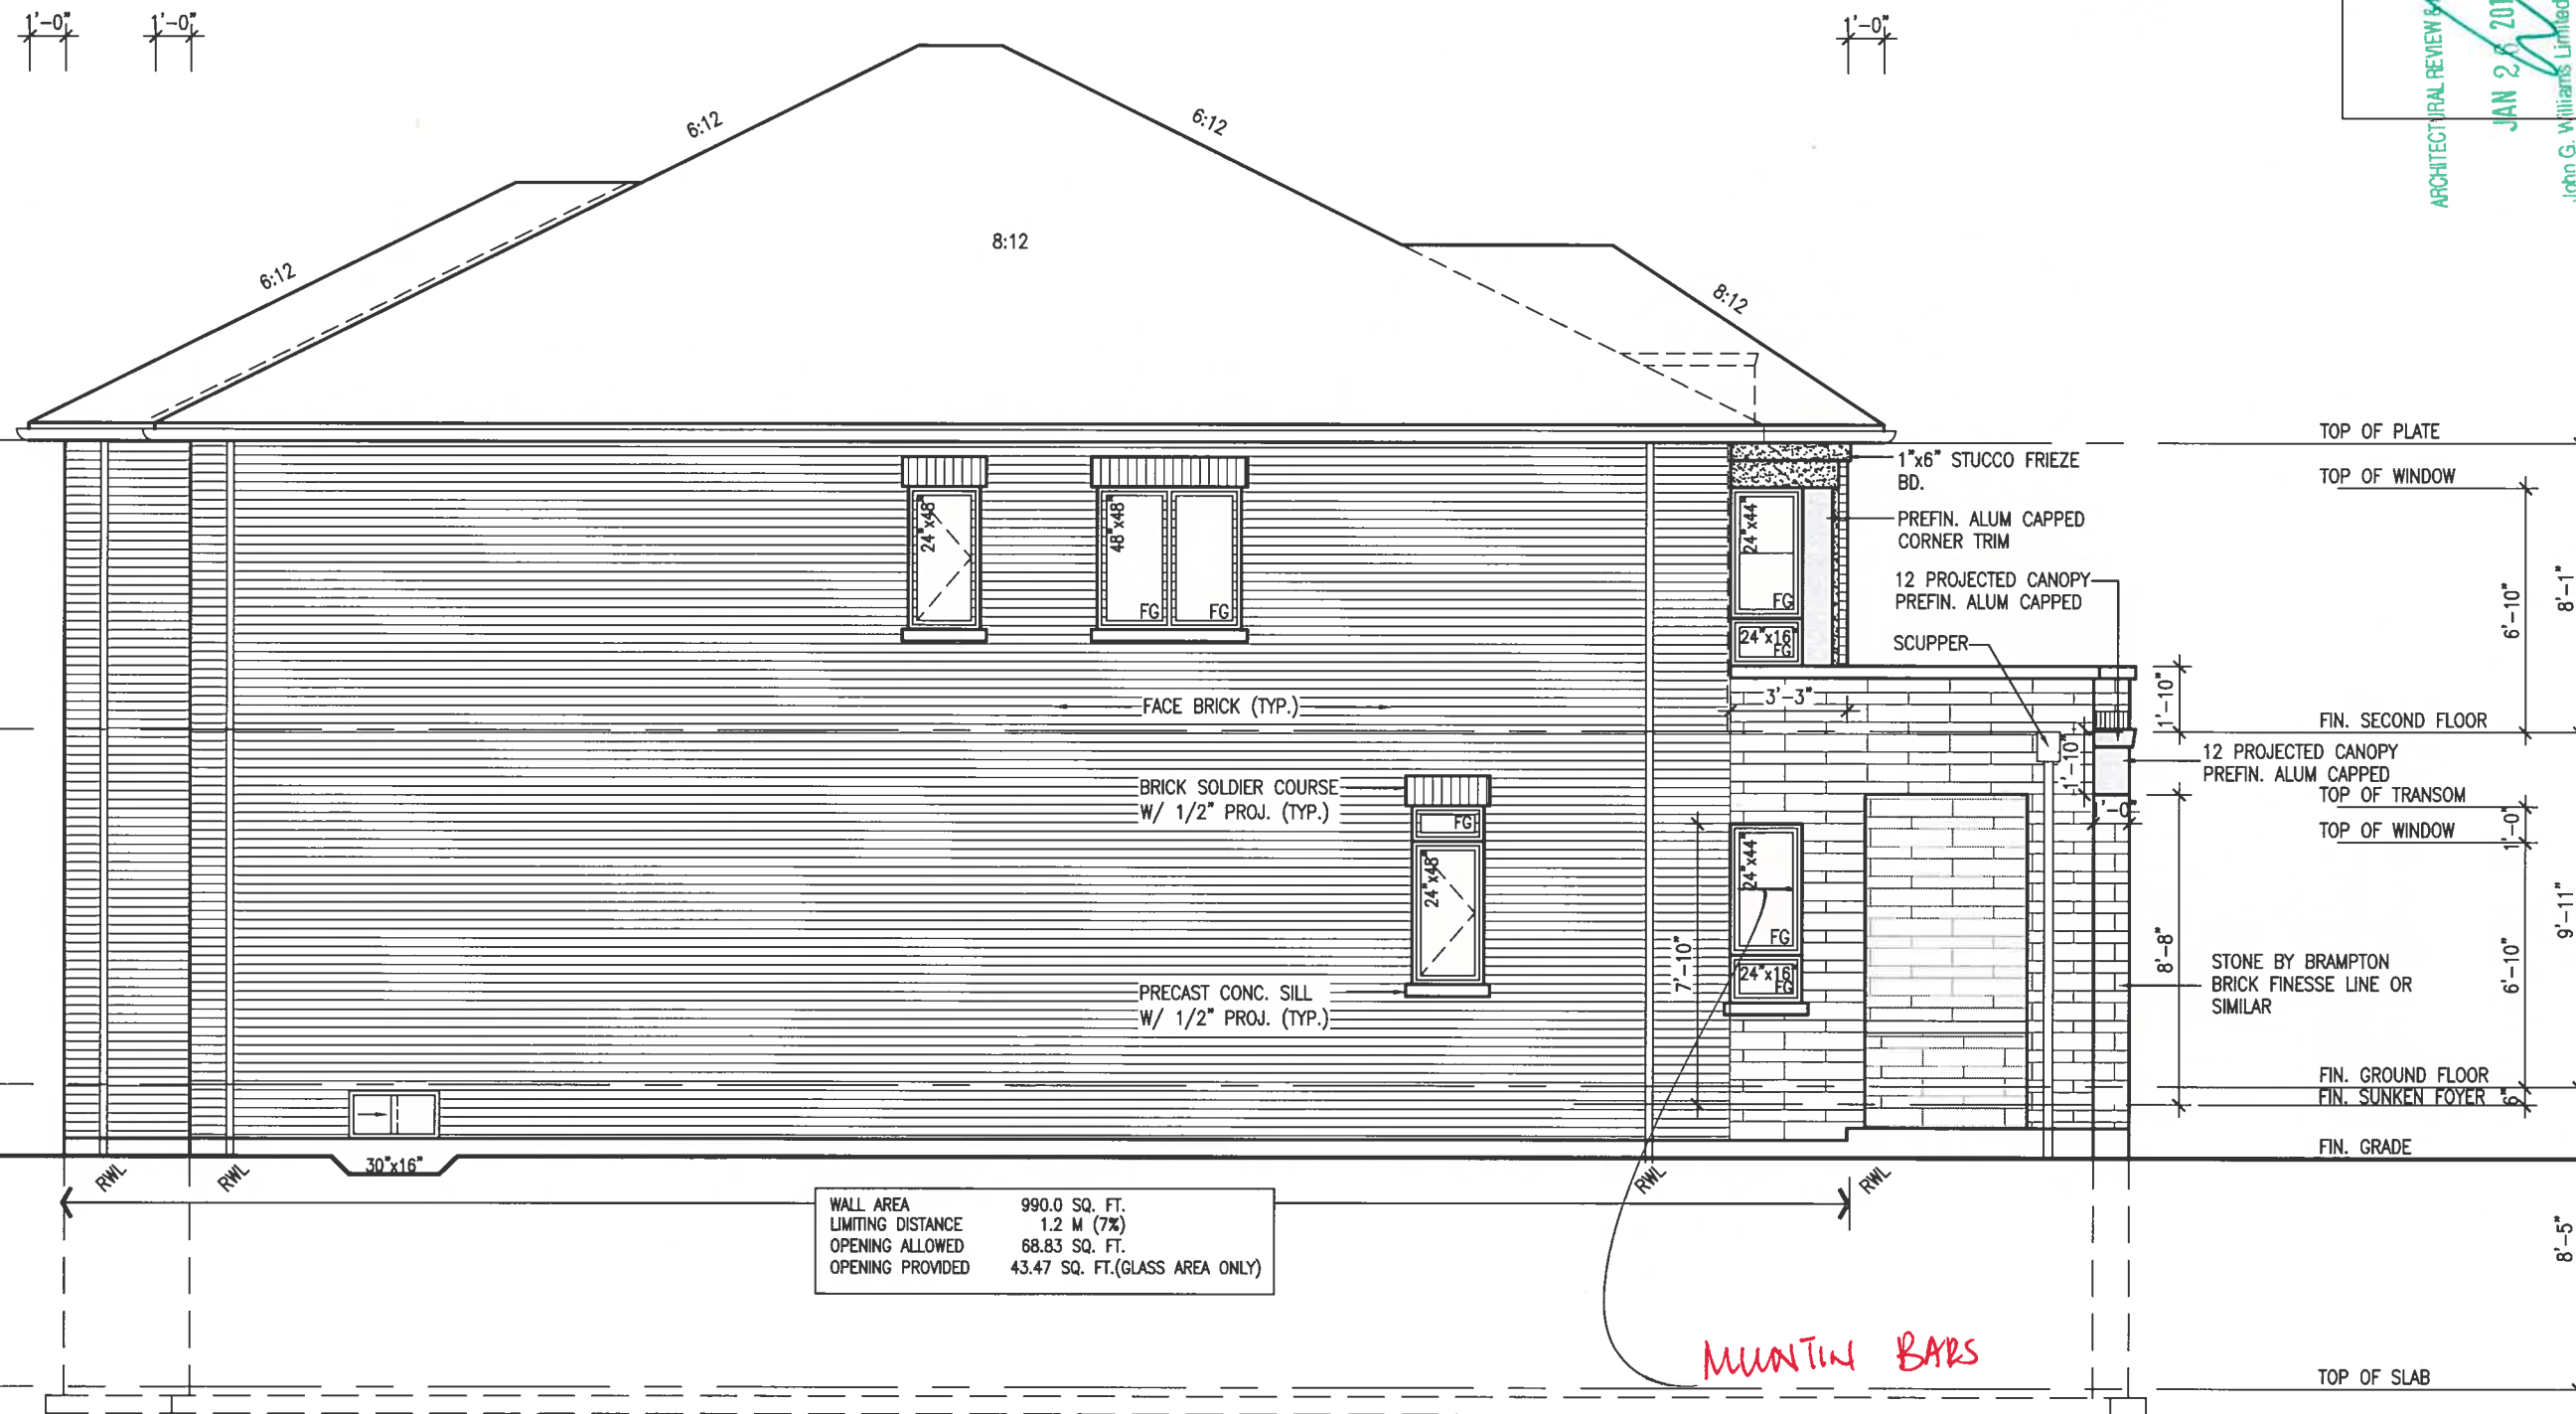 1'-0"
1'-0"
1'-0"
ARCHITECTURAL REVIEW &
JAN 26 201
John G. Williams Limited
6:12
6:12
6:12
8:12
8:12
TOP OF PLATE
1"x6" STUCCO FRIEZE
BD.
TOP OF WINDOW
24"x48"
48"x48"
FG
FG
24"x44"
FG
24"x16"
FG
PREFIN. ALUM CAPPED
CORNER TRIM
12 PROJECTED CANOPY
PREFIN. ALUM CAPPED
SCUPPER
6'-10"
8'-1"
FACE BRICK (TYP.)
3'-3"
1'-10"
FIN. SECOND FLOOR
1'-10"
12 PROJECTED CANOPY
PREFIN. ALUM CAPPED
BRICK SOLDIER COURSE
W/ 1/2" PROJ. (TYP.)
TOP OF TRANSOM
1'-0"
1'-0"
TOP OF WINDOW
FG
24"x48"
24"x44"
FG
24"x16"
FG
7'-10"
8'-8"
6'-10"
9'-11"
STONE BY BRAMPTON
BRICK FINESSE LINE OR
SIMILAR
PRECAST CONC. SILL
W/ 1/2" PROJ. (TYP.)
FIN. GROUND FLOOR
FIN. SUNKEN FOYER
6"
FIN. GRADE
30"x16"
RWL
RWL
RWL
RWL
WALL AREA 990.0 SQ. FT.
LIMITING DISTANCE 1.2 M (7%)
OPENING ALLOWED 68.83 SQ. FT.
OPENING PROVIDED 43.47 SQ. FT.(GLASS AREA ONLY)
8'-5"
MUNTIN BARS
TOP OF SLAB